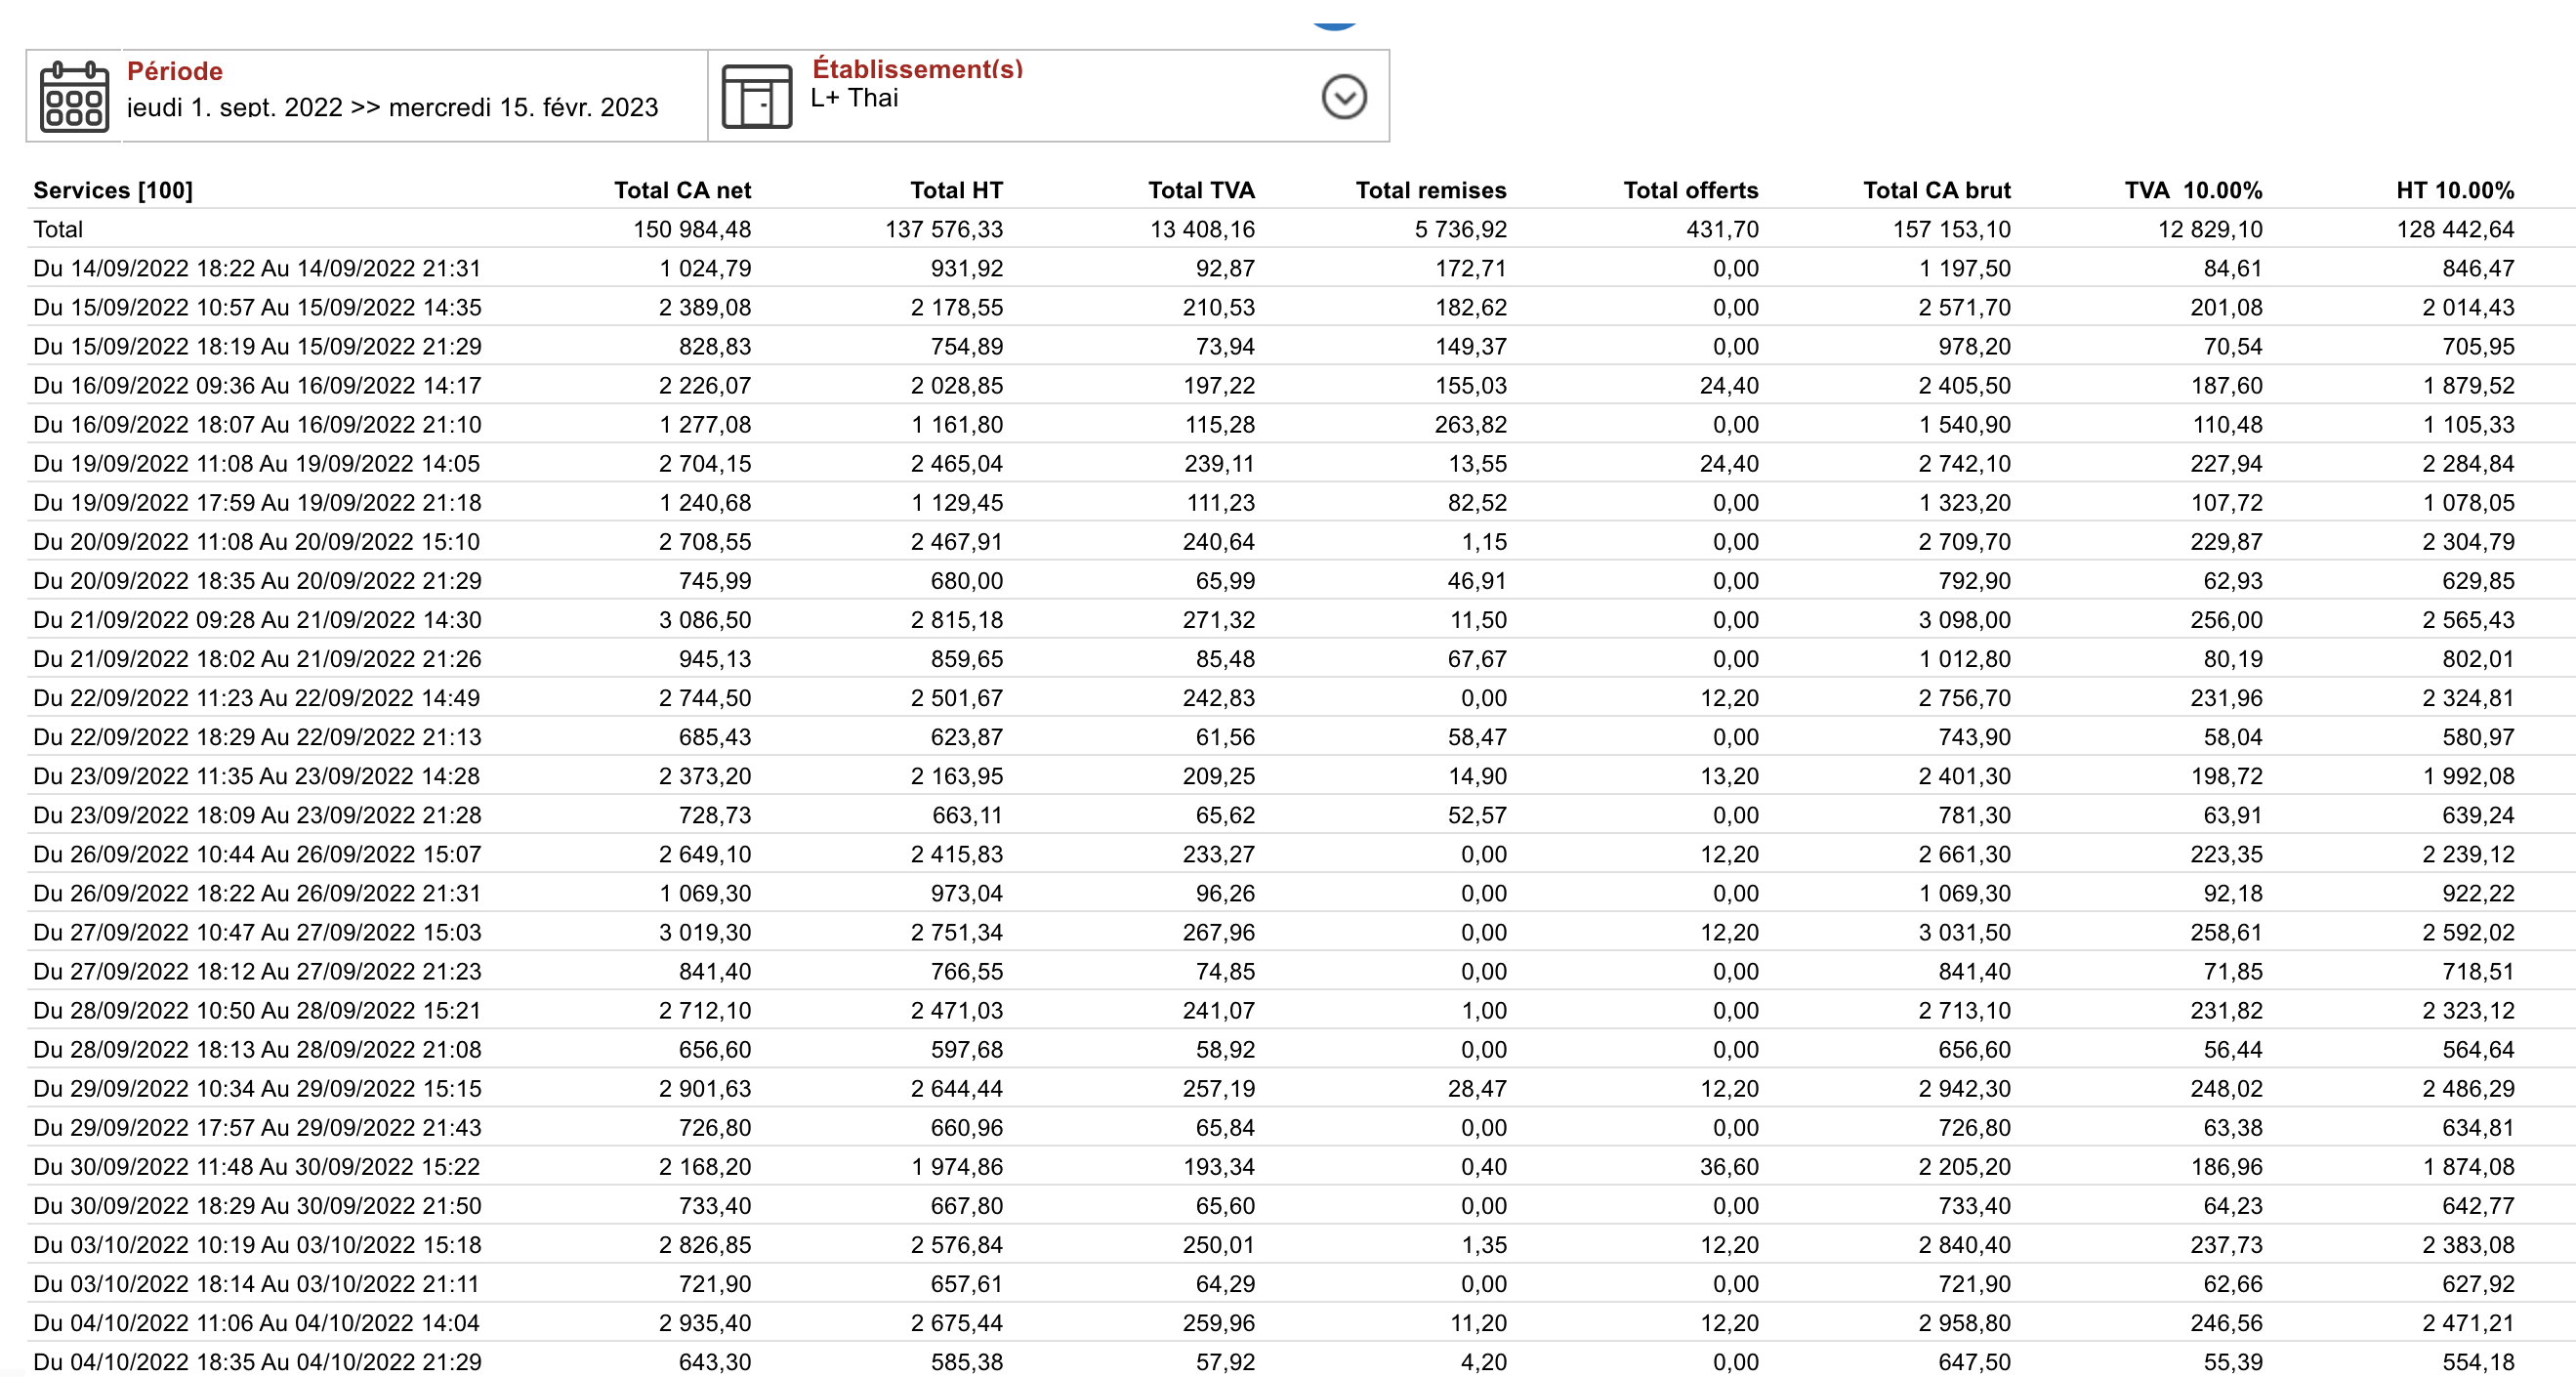 Période
jeudi 1. sept. 2022 >> mercredi 15. févr. 2023
Établissement(s)
L+ Thai
Services [100] Total CA net Total HT Total TVA Total remises Total offerts Total CA brut TVA 10.00% HT 10.00%
Total 150 984,48 137 576,33 13 408,16 5 736,92 431,70 157 153,10 12 829,10 128 442,64
Du 14/09/2022 18:22 Au 14/09/2022 21:31 1 024,79 931,92 92,87 172,71 0,00 1 197,50 84,61 846,47
Du 15/09/2022 10:57 Au 15/09/2022 14:35 2 389,08 2 178,55 210,53 182,62 0,00 2 571,70 201,08 2 014,43
Du 15/09/2022 18:19 Au 15/09/2022 21:29 828,83 754,89 73,94 149,37 0,00 978,20 70,54 705,95
Du 16/09/2022 09:36 Au 16/09/2022 14:17 2 226,07 2 028,85 197,22 155,03 24,40 2 405,50 187,60 1 879,52
Du 16/09/2022 18:07 Au 16/09/2022 21:10 1 277,08 1 161,80 115,28 263,82 0,00 1 540,90 110,48 1 105,33
Du 19/09/2022 11:08 Au 19/09/2022 14:05 2 704,15 2 465,04 239,11 13,55 24,40 2 742,10 227,94 2 284,84
Du 19/09/2022 17:59 Au 19/09/2022 21:18 1 240,68 1 129,45 111,23 82,52 0,00 1 323,20 107,72 1 078,05
Du 20/09/2022 11:08 Au 20/09/2022 15:10 2 708,55 2 467,91 240,64 1,15 0,00 2 709,70 229,87 2 304,79
Du 20/09/2022 18:35 Au 20/09/2022 21:29 745,99 680,00 65,99 46,91 0,00 792,90 62,93 629,85
Du 21/09/2022 09:28 Au 21/09/2022 14:30 3 086,50 2 815,18 271,32 11,50 0,00 3 098,00 256,00 2 565,43
Du 21/09/2022 18:02 Au 21/09/2022 21:26 945,13 859,65 85,48 67,67 0,00 1 012,80 80,19 802,01
Du 22/09/2022 11:23 Au 22/09/2022 14:49 2 744,50 2 501,67 242,83 0,00 12,20 2 756,70 231,96 2 324,81
Du 22/09/2022 18:29 Au 22/09/2022 21:13 685,43 623,87 61,56 58,47 0,00 743,90 58,04 580,97
Du 23/09/2022 11:35 Au 23/09/2022 14:28 2 373,20 2 163,95 209,25 14,90 13,20 2 401,30 198,72 1 992,08
Du 23/09/2022 18:09 Au 23/09/2022 21:28 728,73 663,11 65,62 52,57 0,00 781,30 63,91 639,24
Du 26/09/2022 10:44 Au 26/09/2022 15:07 2 649,10 2 415,83 233,27 0,00 12,20 2 661,30 223,35 2 239,12
Du 26/09/2022 18:22 Au 26/09/2022 21:31 1 069,30 973,04 96,26 0,00 0,00 1 069,30 92,18 922,22
Du 27/09/2022 10:47 Au 27/09/2022 15:03 3 019,30 2 751,34 267,96 0,00 12,20 3 031,50 258,61 2 592,02
Du 27/09/2022 18:12 Au 27/09/2022 21:23 841,40 766,55 74,85 0,00 0,00 841,40 71,85 718,51
Du 28/09/2022 10:50 Au 28/09/2022 15:21 2 712,10 2 471,03 241,07 1,00 0,00 2 713,10 231,82 2 323,12
Du 28/09/2022 18:13 Au 28/09/2022 21:08 656,60 597,68 58,92 0,00 0,00 656,60 56,44 564,64
Du 29/09/2022 10:34 Au 29/09/2022 15:15 2 901,63 2 644,44 257,19 28,47 12,20 2 942,30 248,02 2 486,29
Du 29/09/2022 17:57 Au 29/09/2022 21:43 726,80 660,96 65,84 0,00 0,00 726,80 63,38 634,81
Du 30/09/2022 11:48 Au 30/09/2022 15:22 2 168,20 1 974,86 193,34 0,40 36,60 2 205,20 186,96 1 874,08
Du 30/09/2022 18:29 Au 30/09/2022 21:50 733,40 667,80 65,60 0,00 0,00 733,40 64,23 642,77
Du 03/10/2022 10:19 Au 03/10/2022 15:18 2 826,85 2 576,84 250,01 1,35 12,20 2 840,40 237,73 2 383,08
Du 03/10/2022 18:14 Au 03/10/2022 21:11 721,90 657,61 64,29 0,00 0,00 721,90 62,66 627,92
Du 04/10/2022 11:06 Au 04/10/2022 14:04 2 935,40 2 675,44 259,96 11,20 12,20 2 958,80 246,56 2 471,21
Du 04/10/2022 18:35 Au 04/10/2022 21:29 643,30 585,38 57,92 4,20 0,00 647,50 55,39 554,18